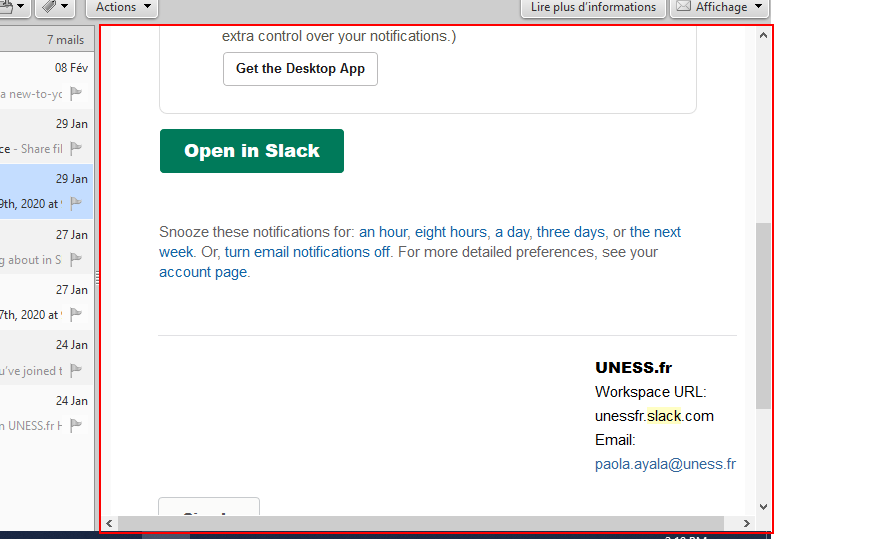 Actions
Lire plus d'informations
Affichage
7 mails
08 Fév
a new-to-yo
29 Jan
ce - Share fil
29 Jan
9th, 2020 at
27 Jan
g about in S
27 Jan
7th, 2020 at
24 Jan
u've joined t
24 Jan
n UNESS.fr H
extra control over your notifications.)
Get the Desktop App
Open in Slack
Snooze these notifications for: an hour, eight hours, a day, three days, or the next
week. Or, turn email notifications off. For more detailed preferences, see your
account page.
UNESS.fr
Workspace URL:
unessfr.slack.com
Email:
paola.ayala@uness.fr